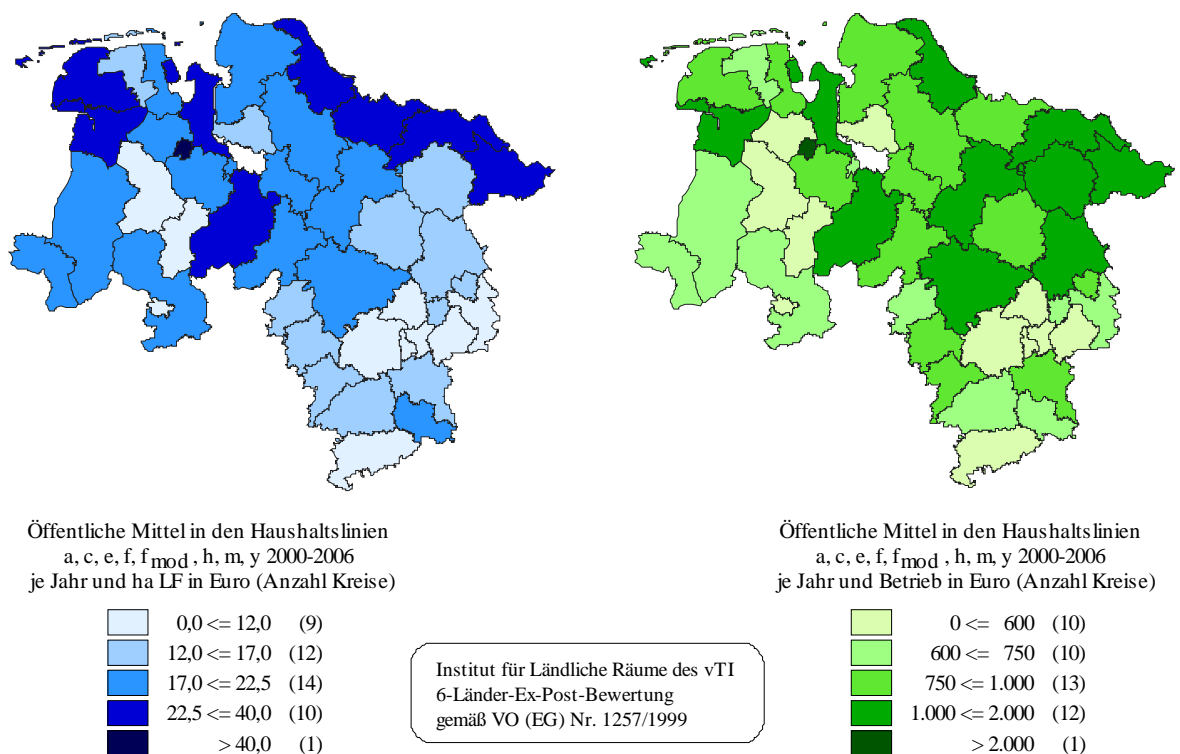 Öffentliche Mittel in den Haushaltslinien
a, c, e, f, f mod , h, m, y 2000-2006
je Jahr und ha LF in Euro (Anzahl Kreise)
0,0 <= 12,0 (9)
12,0 <= 17,0 (12)
17,0 <= 22,5 (14)
22,5 <= 40,0 (10)
> 40,0 (1)
Institut für Ländliche Räume des vTI
6-Länder-Ex-Post-Bewertung
gemäß VO (EG) Nr. 1257/1999
Öffentliche Mittel in den Haushaltslinien
a, c, e, f, f mod , h, m, y 2000-2006
je Jahr und Betrieb in Euro (Anzahl Kreise)
0 <= 600 (10)
600 <= 750 (10)
750 <= 1.000 (13)
1.000 <= 2.000 (12)
> 2.000 (1)